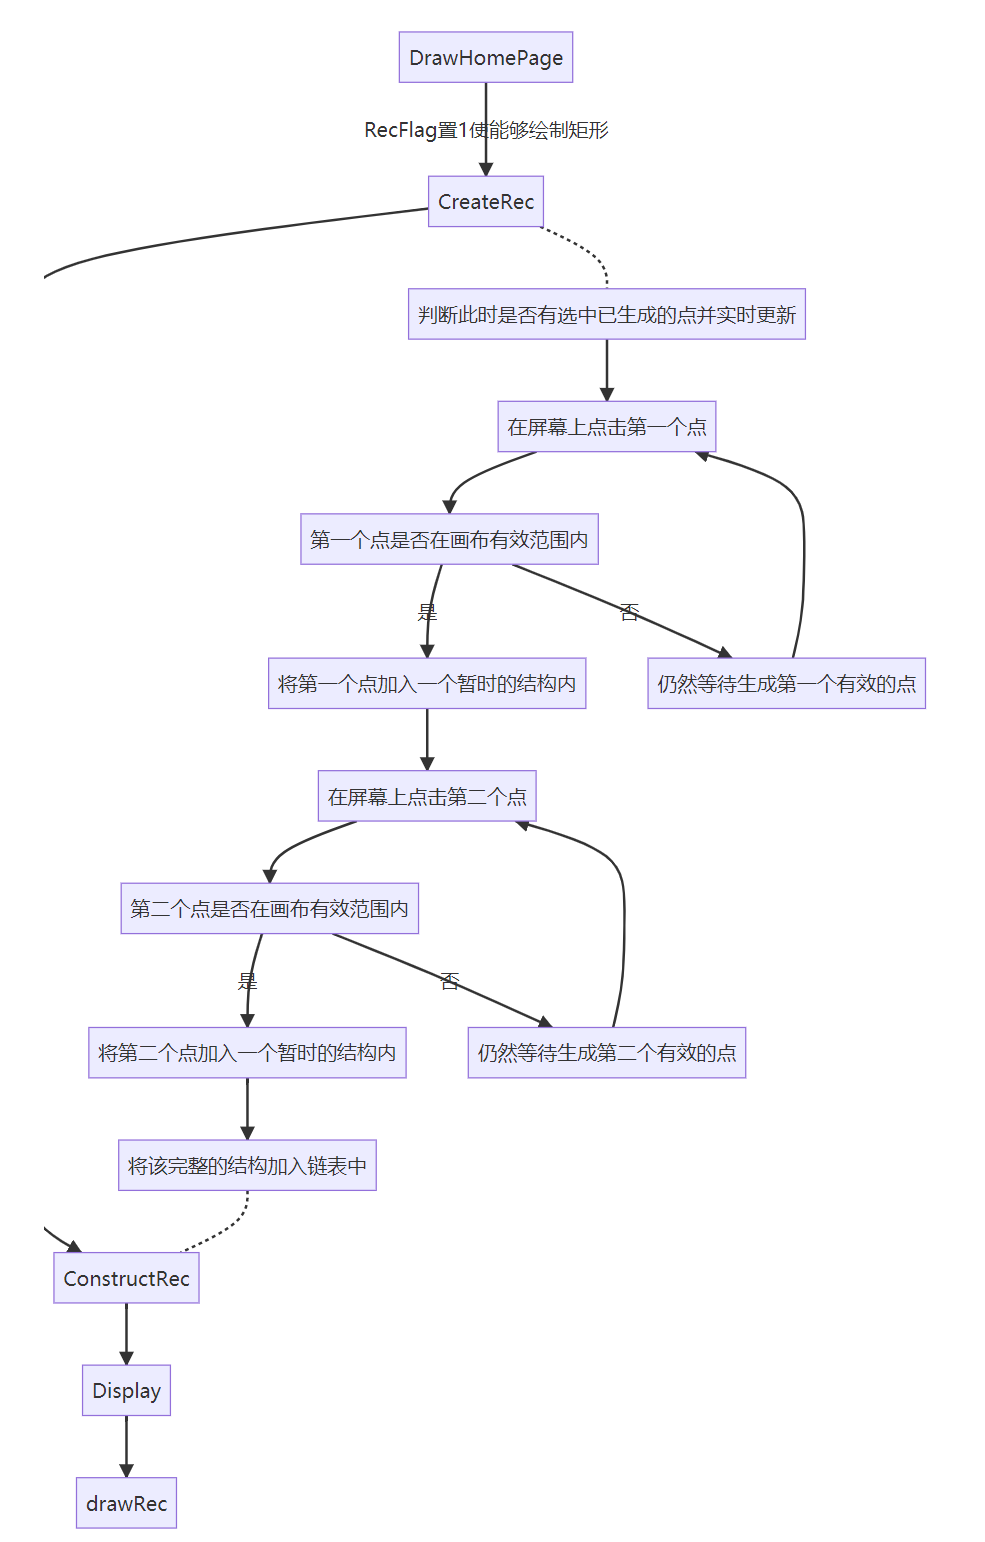 DrawHomePage
RecFlag置1使能够绘制矩形
CreateRec
判断此时是否有选中已生成的点并实时更新
在屏幕上点击第一个点
第一个点是否在画布有效范围内
是
否
将第一个点加入一个暂时的结构内
仍然等待生成第一个有效的点
在屏幕上点击第二个点
第二个点是否在画布有效范围内
是
否
将第二个点加入一个暂时的结构内
仍然等待生成第二个有效的点
将该完整的结构加入链表中
ConstructRec
Display
drawRec